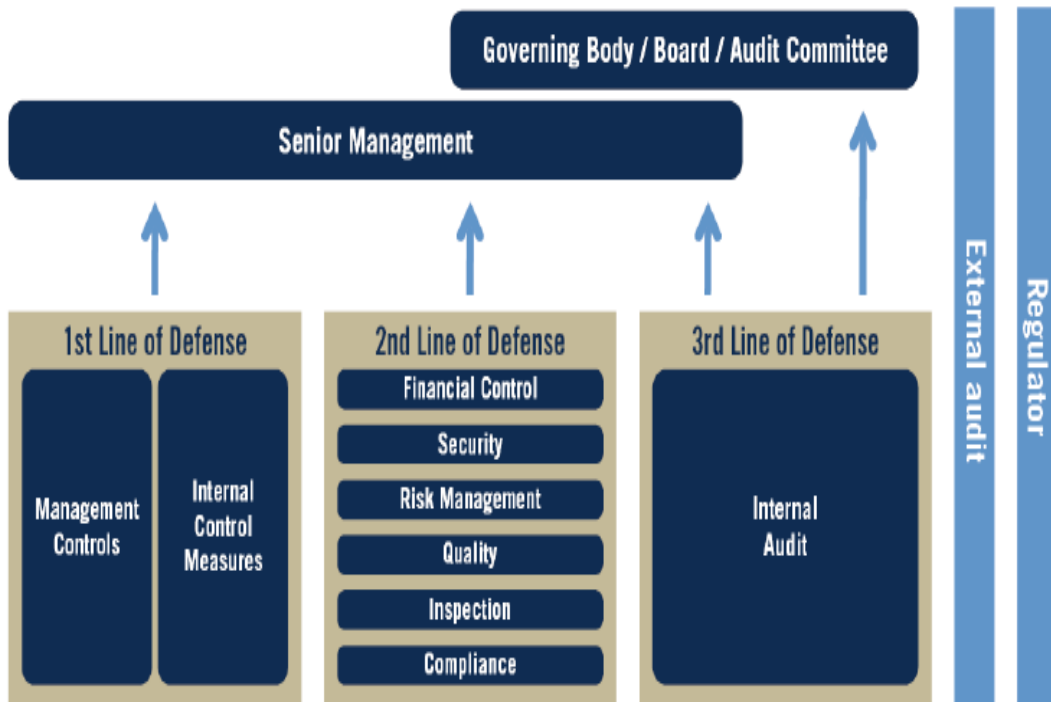 Governing Body / Board / Audit Committee
Senior Management
1st Line of Defense
Management
Controls
Internal
Control
Measures
2nd Line of Defense
Financial Control
Security
Risk Management
Quality
Inspection
Compliance
3rd Line of Defense
Internal
Audit
External audit
Regulator